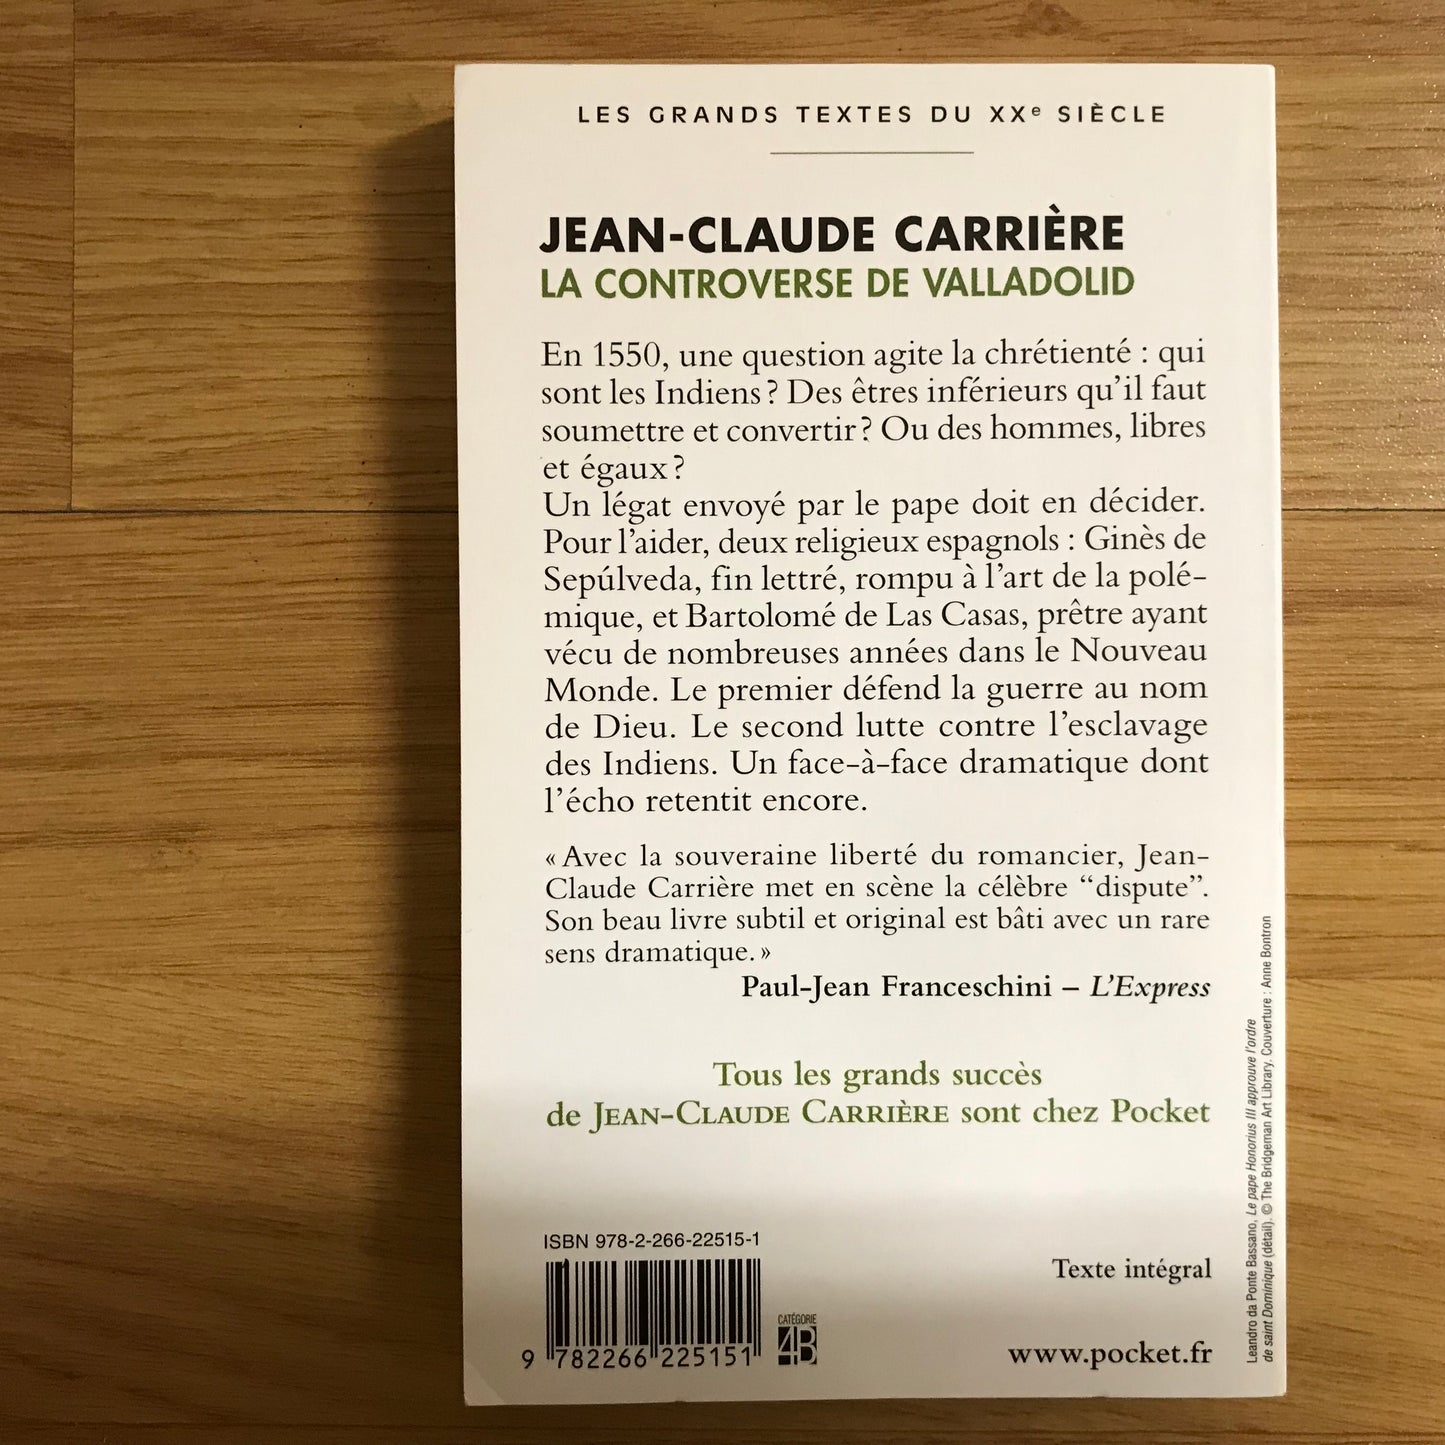 LES GRANDS TEXTES DU XXe SIÈCLE
JEAN-CLAUDE CARRIÈRE
LA CONTROVERSE DE VALLADOLID
En 1550, une question agite la chrétienté : qui
sont les Indiens ? Des êtres inférieurs qu'il faut
soumettre et convertir ? Ou des hommes, libres
et égaux ?
Un légat envoyé par le pape doit en décider.
Pour l'aider, deux religieux espagnols : Ginès de
Sepúlveda, fin lettré, rompu à l'art de la polé-
mique, et Bartolomé de Las Casas, prêtre ayant
vécu de nombreuses années dans le Nouveau
Monde. Le premier défend la guerre au nom
de Dieu. Le second lutte contre l'esclavage
des Indiens. Un face-à-face dramatique dont
l'écho retentit encore.
« Avec la souveraine liberté du romancier, Jean-
Claude Carrière met en scène la célèbre “dispute”.
Son beau livre subtil et original est bâti avec un rare
sens dramatique. »
Paul-Jean Franceschini – L'Express
Tous les grands succès
de JEAN-CLAUDE CARRIÈRE sont chez Pocket
ISBN 978-2-266-22515-1
9 782266 225151
CATÉGORIE
4B
Texte intégral
www.pocket.fr
Leandro da Ponte Bassano, Le pape Honorius III approuve l'ordre
de saint Dominique (détail). © The Bridgeman Art Library. Couverture : Anne Bontron